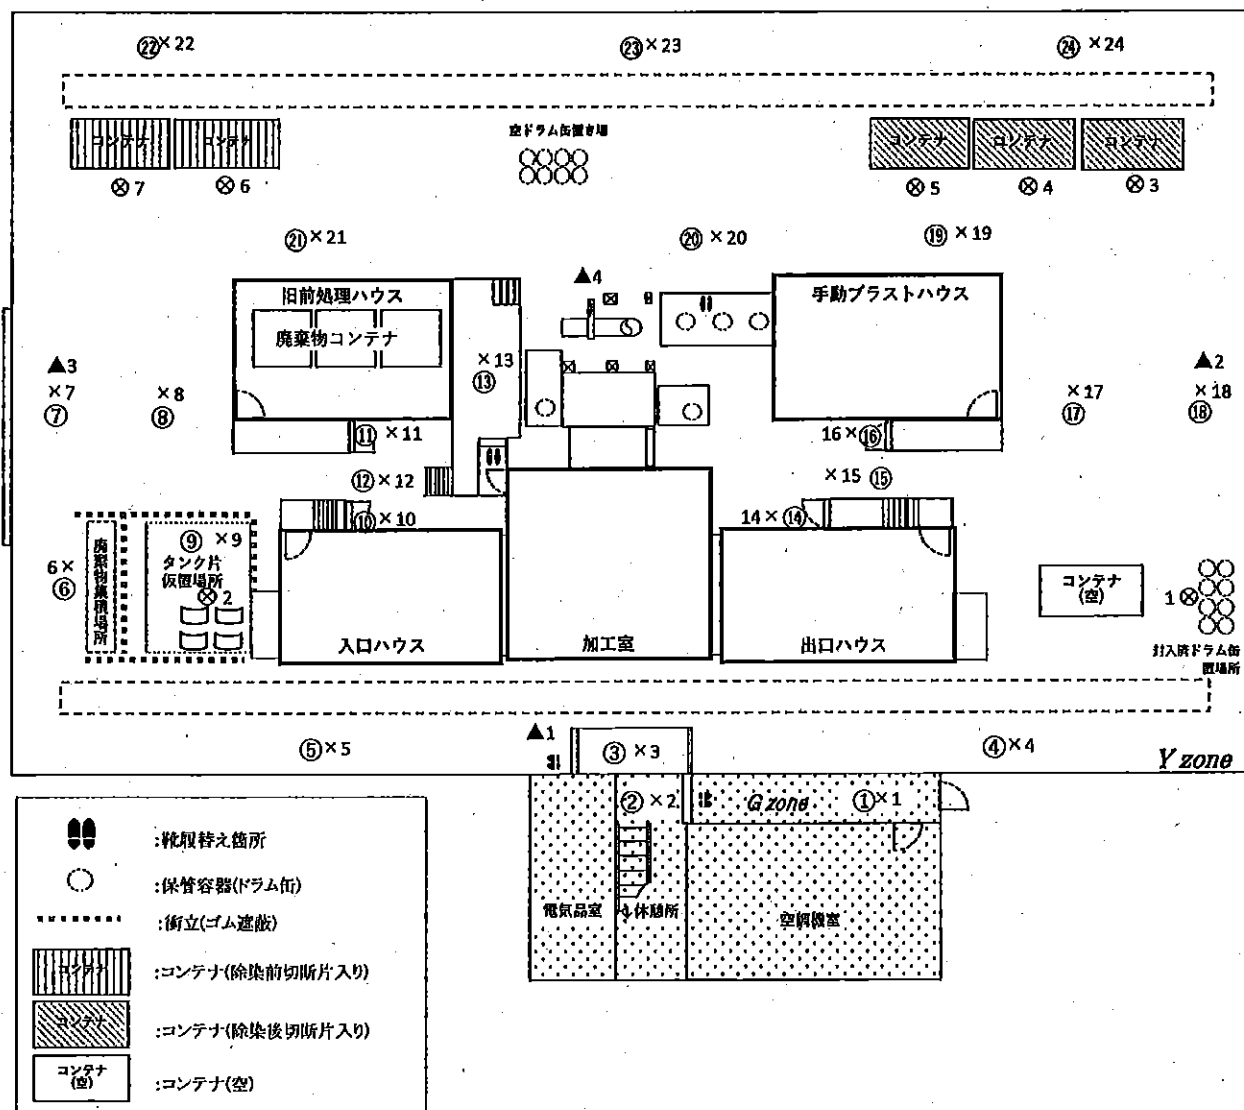 ㉒×22
㉓×23
㉔×24
コンテナ
コンテナ
空ドラム缶置き場
コンテナ
コンテナ
コンテナ
⊗7
⊗6
⊗5
⊗4
⊗3
㉑×21
⑳×20
⑲×19
▲4
旧前処理ハウス
廃棄物コンテナ
手動ブラストハウス
▲3
×7
⑦
×8
⑧
×13
⑬
▲2
×18
⑱
×17
⑰
⑪×11
16×⑯
⑫×12
×15⑮
⑩×10
14×⑭
6×
⑥
廃棄物集積場所
⑨×9
タンク片
仮置場所
⊗2
入口ハウス
加工室
出口ハウス
コンテナ
(空)
1⊗
封入済ドラム缶
置場所
⑤×5
▲1
③×3
④×4
Y zone
②×2
G zone
①×1
電気品室
休憩所
空調機室
:靴履替え箇所
:保管容器(ドラム缶)
:衝立(ゴム遮蔽)
コンテナ
:コンテナ(除染前切断片入り)
コンテナ
:コンテナ(除染後切断片入り)
コンテナ
(空)
:コンテナ(空)